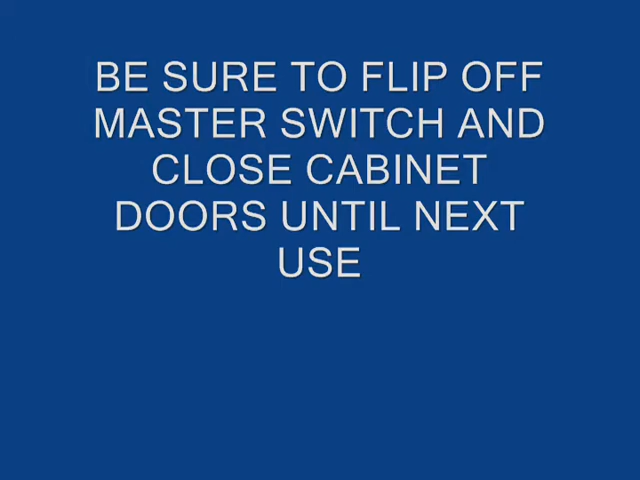 BE SURE TO FLIP OFF
MASTER SWITCH AND
CLOSE CABINET
DOORS UNTIL NEXT
USE